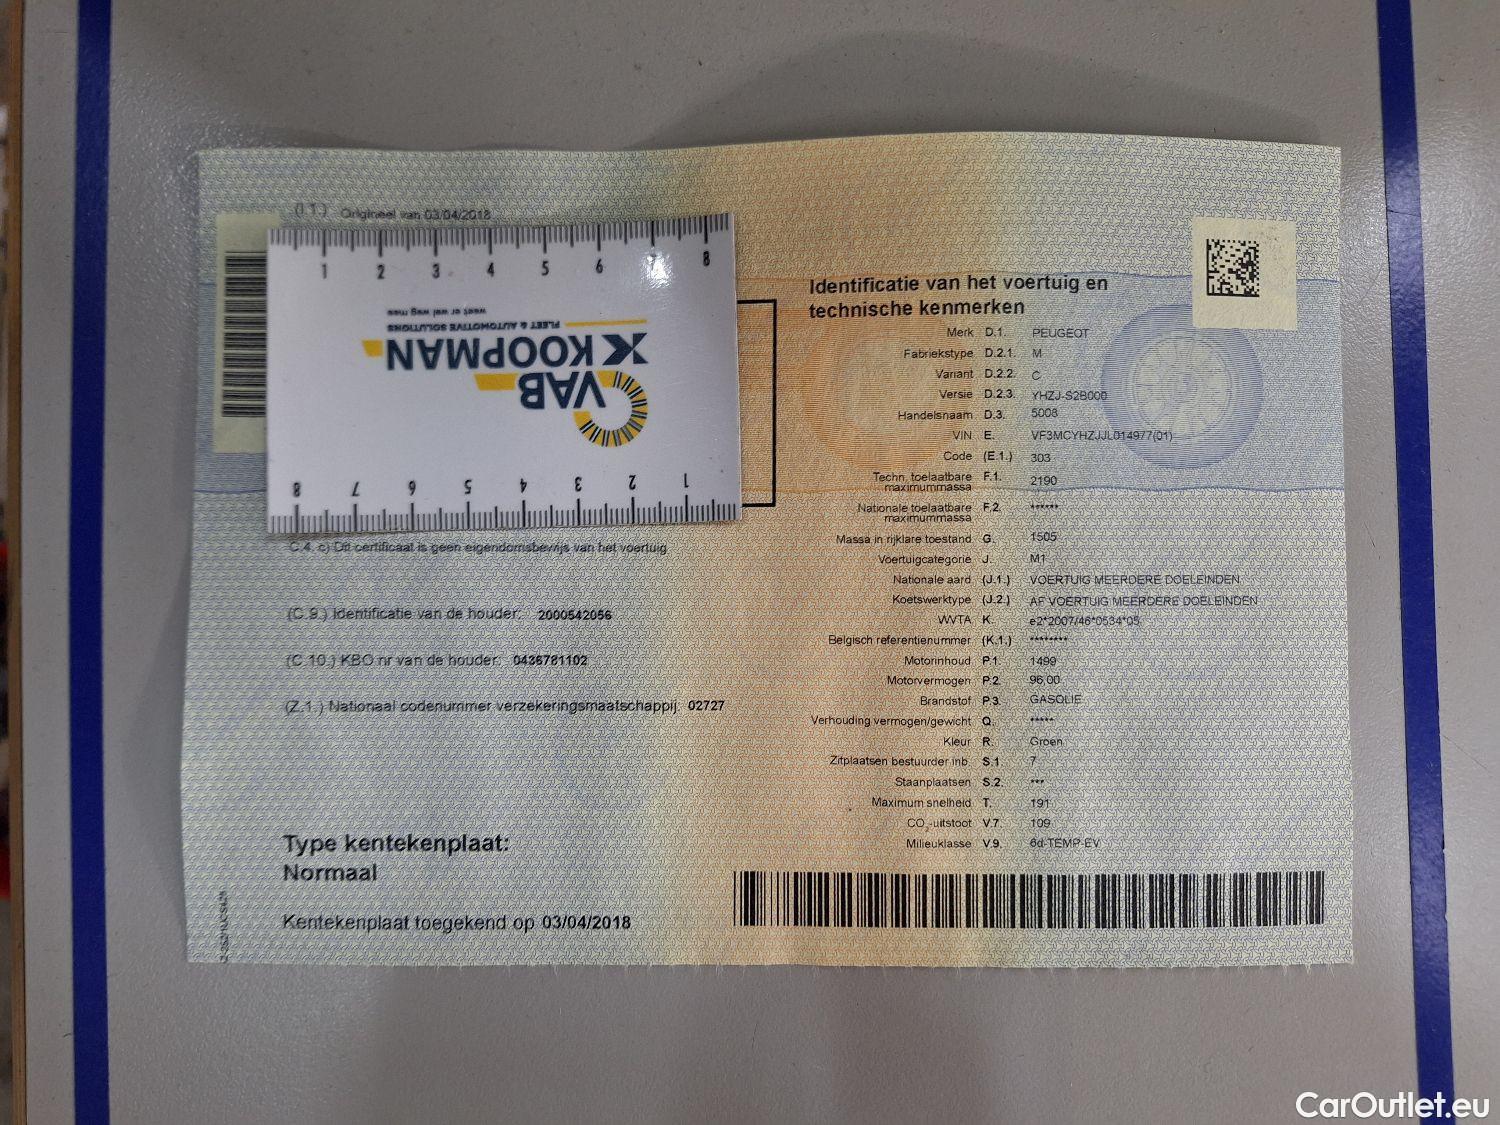 (I.1.) Origineel van 03/04/2018
1 2 3 4 5 6 7 8
weet er wel weg mee
FLEET & AUTOMOTIVE SOLUTIONS
KOOPMAN
VAB
8 7 6 5 4 3 2 1
C.4. c) Dit certificaat is geen eigendomsbewijs van het voertuig
(C.9.) Identificatie van de houder: 2000542056
(C.10.) KBO nr van de houder: 0436781102
(Z.1.) Nationaal codenummer verzekeringsmaatschappij: 02727
Type kentekenplaat:
Normaal
Kentekenplaat toegekend op 03/04/2018
Identificatie van het voertuig en
technische kenmerken
Merk D.1. PEUGEOT
Fabriekstype D.2.1. M
Variant D.2.2. C
Versie D.2.3. YHZJ-S2B000
Handelsnaam D.3. 5008
VIN E. VF3MCYHZJJL014977(01)
Code (E.1.) 303
Techn. toelaatbare F.1. 2190
maximummassa
Nationale toelaatbare F.2. ******
maximummassa
Massa in rijklare toestand G. 1505
Voertuigcategorie J. M1
Nationale aard (J.1.) VOERTUIG MEERDERE DOELEINDEN
Koetswerktype (J.2.) AF VOERTUIG MEERDERE DOELEINDEN
WVTA K. e2*2007/46*0534*05
Belgisch referentienummer (K.1.) ********
Motorinhoud P.1. 1499
Motorvermogen P.2. 96,00
Brandstof P.3. GASOLIE
Verhouding vermogen/gewicht Q. *****
Kleur R. Groen
Zitplaatsen bestuurder inb. S.1. 7
Staanplaatsen S.2. ***
Maximum snelheid T. 191
CO2-uitstoot V.7. 109
Milieuklasse V.9. 6d-TEMP-EV
CarOutlet.eu